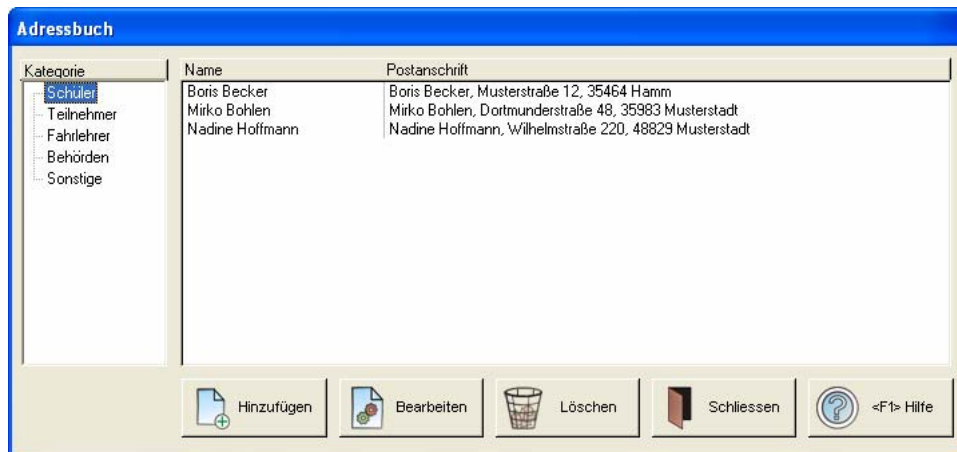 Adressbuch
Kategorie
Schüler
Teilnehmer
Fahrlehrer
Behörden
Sonstige
Name Postanschrift
Boris Becker Boris Becker, Musterstraße 12, 35464 Hamm
Mirko Bohlen Mirko Bohlen, Dortmunderstraße 48, 35983 Musterstadt
Nadine Hoffmann Nadine Hoffmann, Wilhelmstraße 220, 48829 Musterstadt
Hinzufügen Bearbeiten Löschen Schliessen <F1> Hilfe